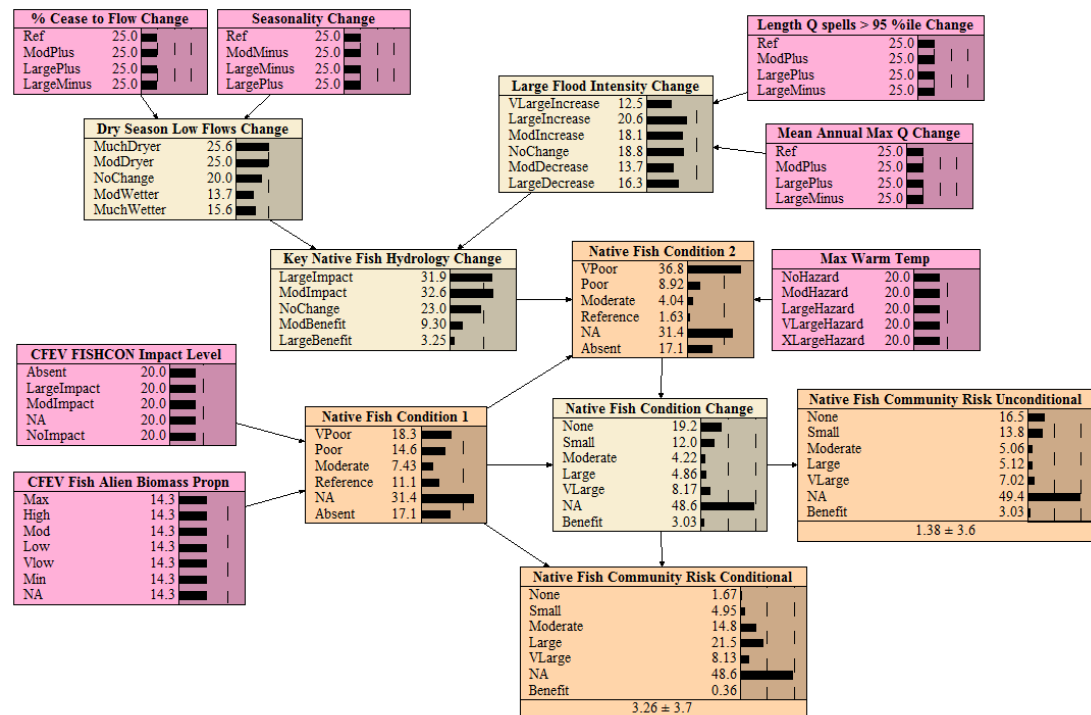 % Cease to Flow Change
Ref 25.0
ModPlus 25.0
LargePlus 25.0
LargeMinus 25.0
Seasonality Change
Ref 25.0
ModMinus 25.0
LargeMinus 25.0
LargePlus 25.0
Length Q spells > 95 %ile Change
Ref 25.0
ModPlus 25.0
LargePlus 25.0
LargeMinus 25.0
Large Flood Intensity Change
VLargeIncrease 12.5
LargeIncrease 20.6
ModIncrease 18.1
NoChange 18.8
ModDecrease 13.7
LargeDecrease 16.3
Dry Season Low Flows Change
MuchDryer 25.6
ModDryer 25.0
NoChange 20.0
ModWetter 13.7
MuchWetter 15.6
Mean Annual Max Q Change
Ref 25.0
ModPlus 25.0
LargePlus 25.0
LargeMinus 25.0
Key Native Fish Hydrology Change
LargeImpact 31.9
ModImpact 32.6
NoChange 23.0
ModBenefit 9.30
LargeBenefit 3.25
Native Fish Condition 2
VPoor 36.8
Poor 8.92
Moderate 4.04
Reference 1.63
NA 31.4
Absent 17.1
Max Warm Temp
NoHazard 20.0
ModHazard 20.0
LargeHazard 20.0
VLargeHazard 20.0
XLargeHazard 20.0
CFEV FISHCON Impact Level
Absent 20.0
LargeImpact 20.0
ModImpact 20.0
NA 20.0
NoImpact 20.0
Native Fish Condition 1
VPoor 18.3
Poor 14.6
Moderate 7.43
Reference 11.1
NA 31.4
Absent 17.1
Native Fish Condition Change
None 19.2
Small 12.0
Moderate 4.22
Large 4.86
VLarge 8.17
NA 48.6
Benefit 3.03
Native Fish Community Risk Unconditional
None 16.5
Small 13.8
Moderate 5.06
Large 5.12
VLarge 7.02
NA 49.4
Benefit 3.03
1.38 ± 3.6
CFEV Fish Alien Biomass Propn
Max 14.3
High 14.3
Mod 14.3
Low 14.3
Vlow 14.3
Min 14.3
NA 14.3
Native Fish Community Risk Conditional
None 1.67
Small 4.95
Moderate 14.8
Large 21.5
VLarge 8.13
NA 48.6
Benefit 0.36
3.26 ± 3.7